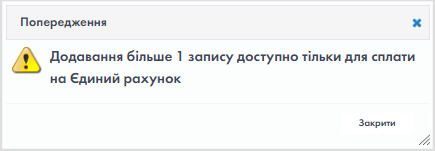 Попередження
Додавання більше 1 запису доступно тільки для сплати
на Єдиний рахунок
Закрити